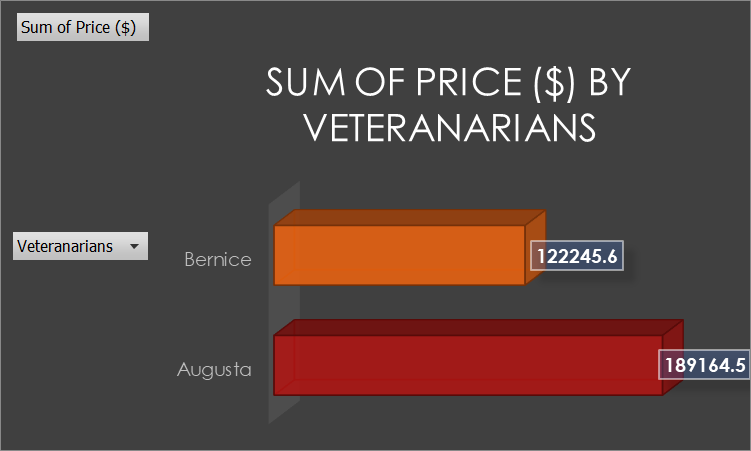 Sum of Price ($)
SUM OF PRICE ($) BY
VETERANARIANS
Veteranarians
Bernice
122245.6
Augusta
189164.5